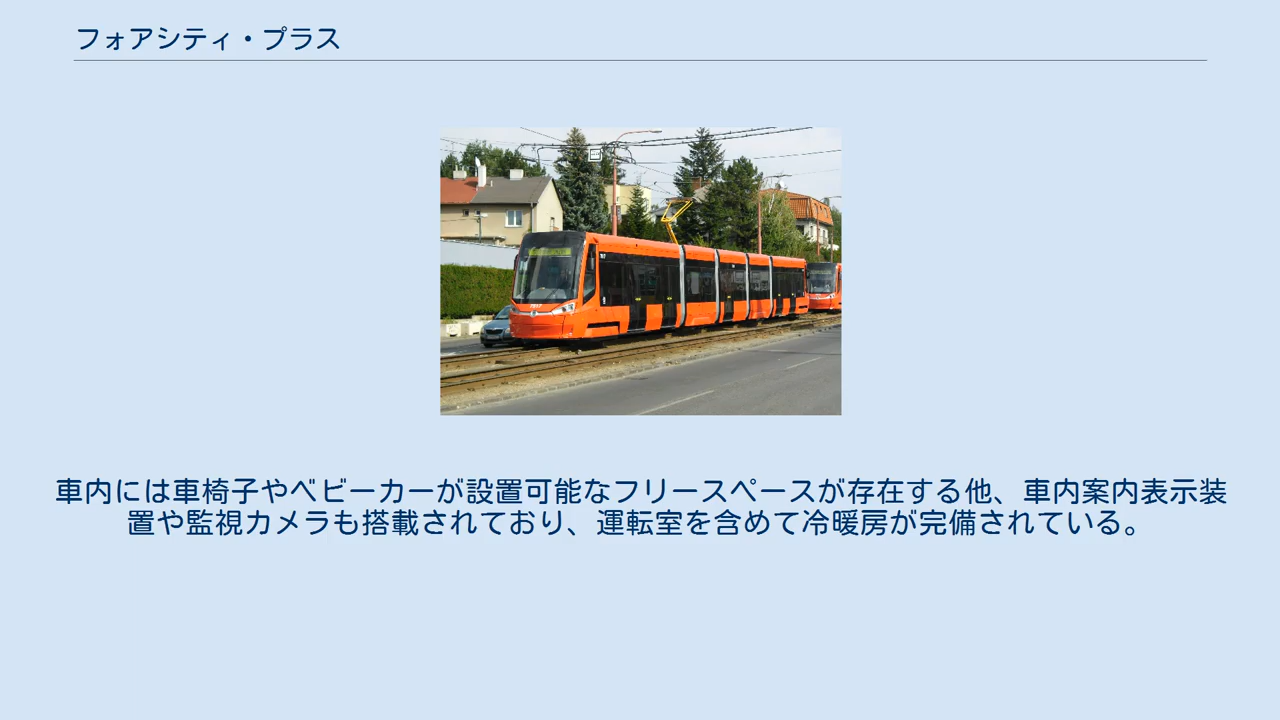 フォアシティ・プラス
車内には車椅子やベビーカーが設置可能なフリースペースが存在する他、車内案内表示装
置や監視カメラも搭載されており、運転室を含めて冷暖房が完備されている。